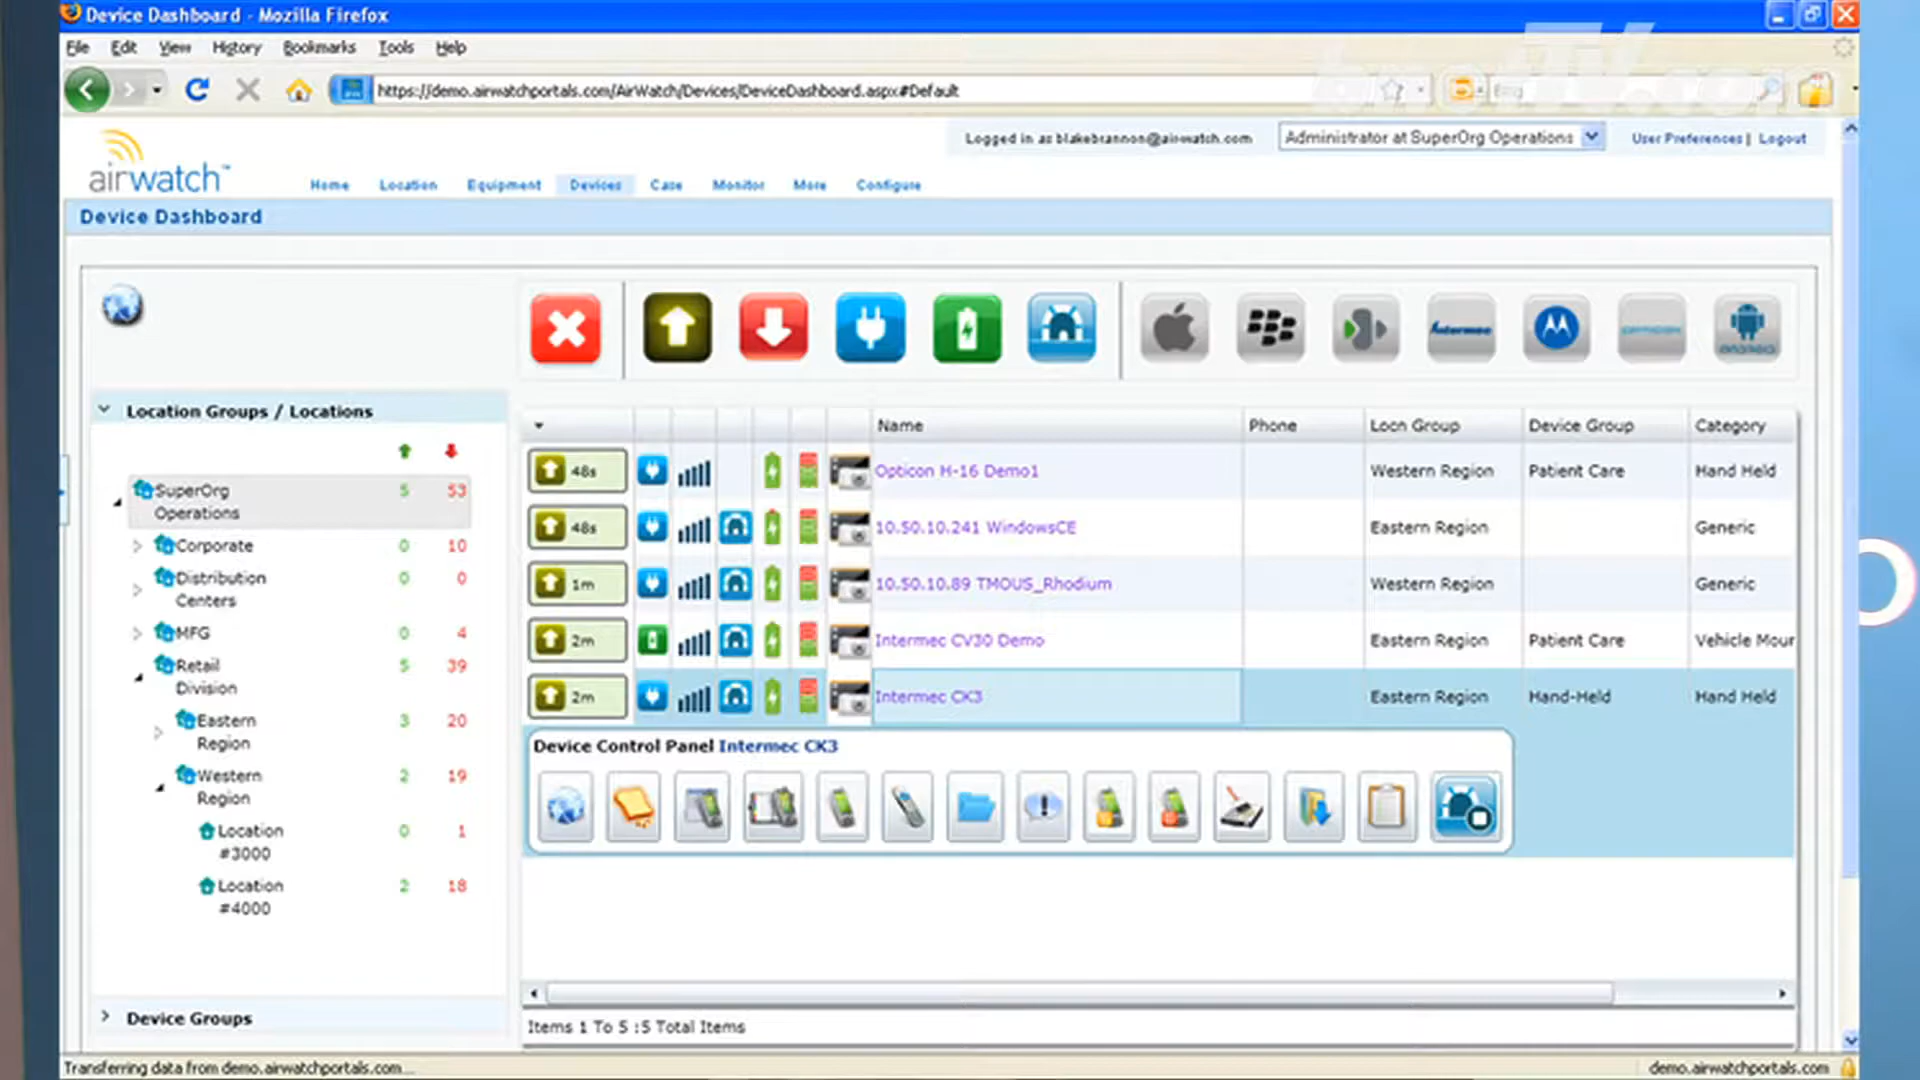 Device Dashboard - Mozilla Firefox
File Edit View History Bookmarks Tools Help
https://demo.airwatchportals.com/AirWatch/Devices/DeviceDashboard.aspx#Default
Logged in as blakebrannon@airwatch.com
Administrator at SuperOrg Operations
User Preferences | Logout
airwatch™
Home Location Equipment Devices Case Monitor More Configure
Device Dashboard
Intermec
OPTICON
ANDROID
Location Groups / Locations
SuperOrg Operations 5 53
Corporate 0 10
Distribution Centers 0 0
MFG 0 4
Retail Division 5 39
Eastern Region 3 20
Western Region 2 19
Location #3000 0 1
Location #4000 2 18
Device Groups
Name Phone Locn Group Device Group Category
48s Opticon H-16 Demo1 Western Region Patient Care Hand Held
48s 10.50.10.241 WindowsCE Eastern Region Generic
1m 10.50.10.89 TMOUS_Rhodium Western Region Generic
2m Intermec CV30 Demo Eastern Region Patient Care Vehicle Mour
2m Intermec CK3 Eastern Region Hand-Held Hand Held
Device Control Panel Intermec CK3
Items 1 To 5 :5 Total Items
Transferring data from demo.airwatchportals.com...
demo.airwatchportals.com